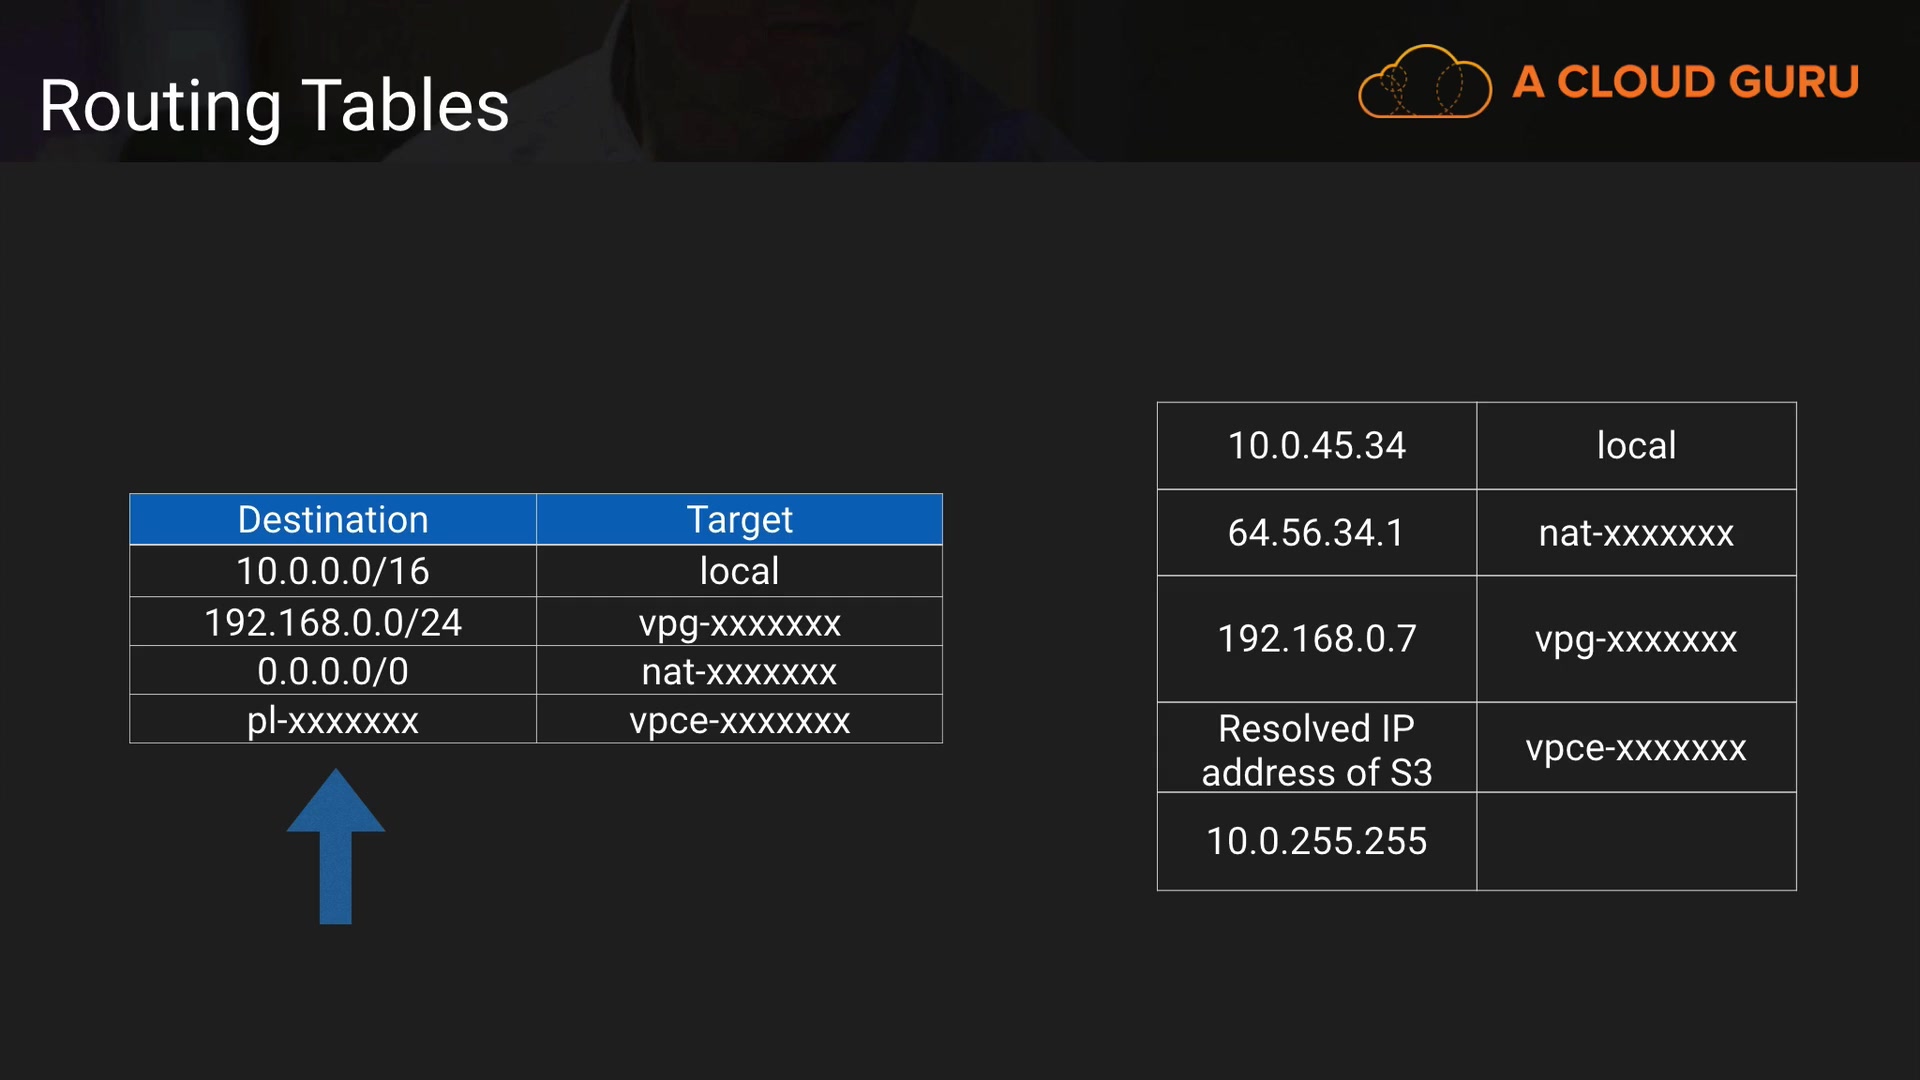 Routing Tables
A CLOUD GURU
Destination Target
10.0.0.0/16 local
192.168.0.0/24 vpg-xxxxxxx
0.0.0.0/0 nat-xxxxxxx
pl-xxxxxxx vpce-xxxxxxx
10.0.45.34 local
64.56.34.1 nat-xxxxxxx
192.168.0.7 vpg-xxxxxxx
Resolved IP
address of S3 vpce-xxxxxxx
10.0.255.255